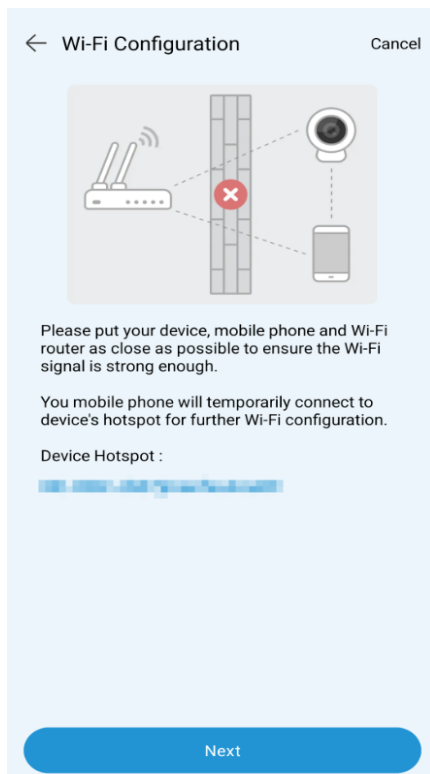 Wi-Fi Configuration
Cancel
Please put your device, mobile phone and Wi-Fi
router as close as possible to ensure the Wi-Fi
signal is strong enough.
You mobile phone will temporarily connect to
device's hotspot for further Wi-Fi configuration.
Device Hotspot :
Next